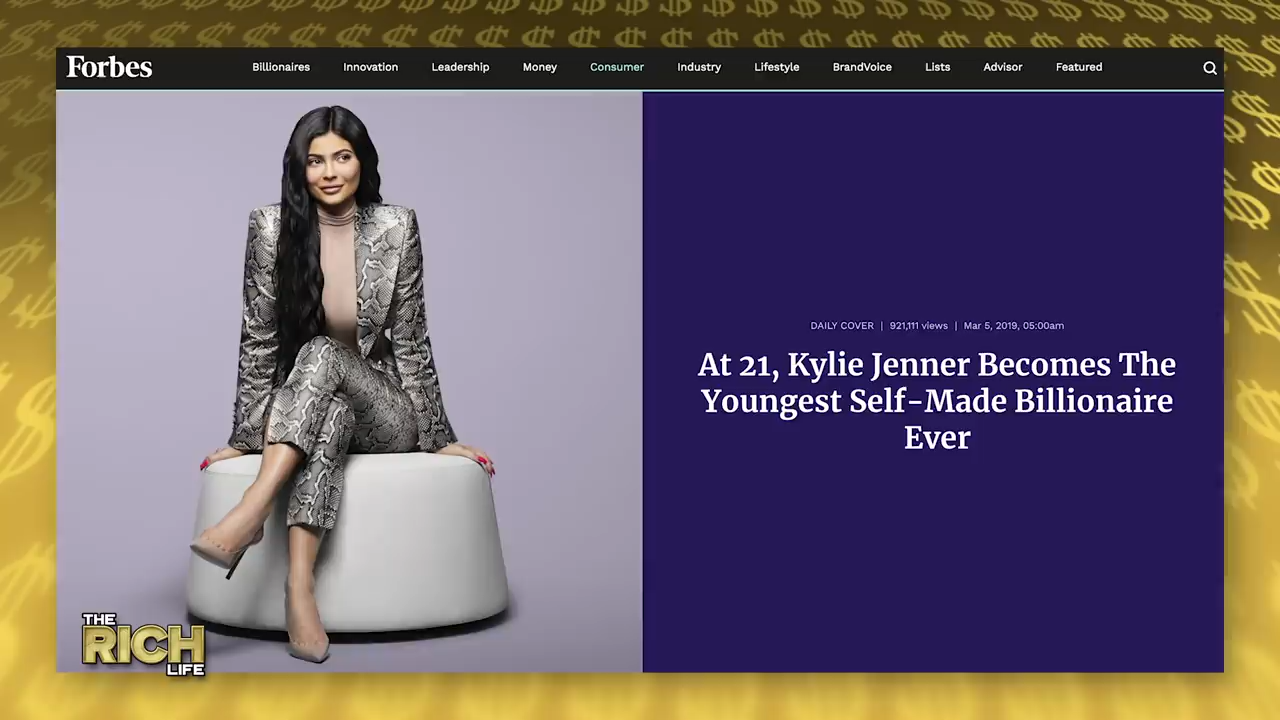 Forbes
Billionaires Innovation Leadership Money Consumer Industry Lifestyle BrandVoice Lists Advisor Featured
DAILY COVER | 921,111 views | Mar 5, 2019, 05:00am
At 21, Kylie Jenner Becomes The
Youngest Self-Made Billionaire
Ever
THE
RICH
LIFE